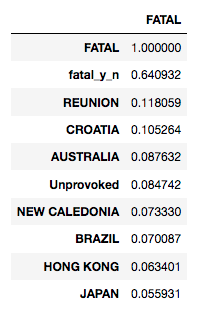 FATAL
FATAL 1.000000
fatal_y_n 0.640932
REUNION 0.118059
CROATIA 0.105264
AUSTRALIA 0.087632
Unprovoked 0.084742
NEW CALEDONIA 0.073330
BRAZIL 0.070087
HONG KONG 0.063401
JAPAN 0.055931